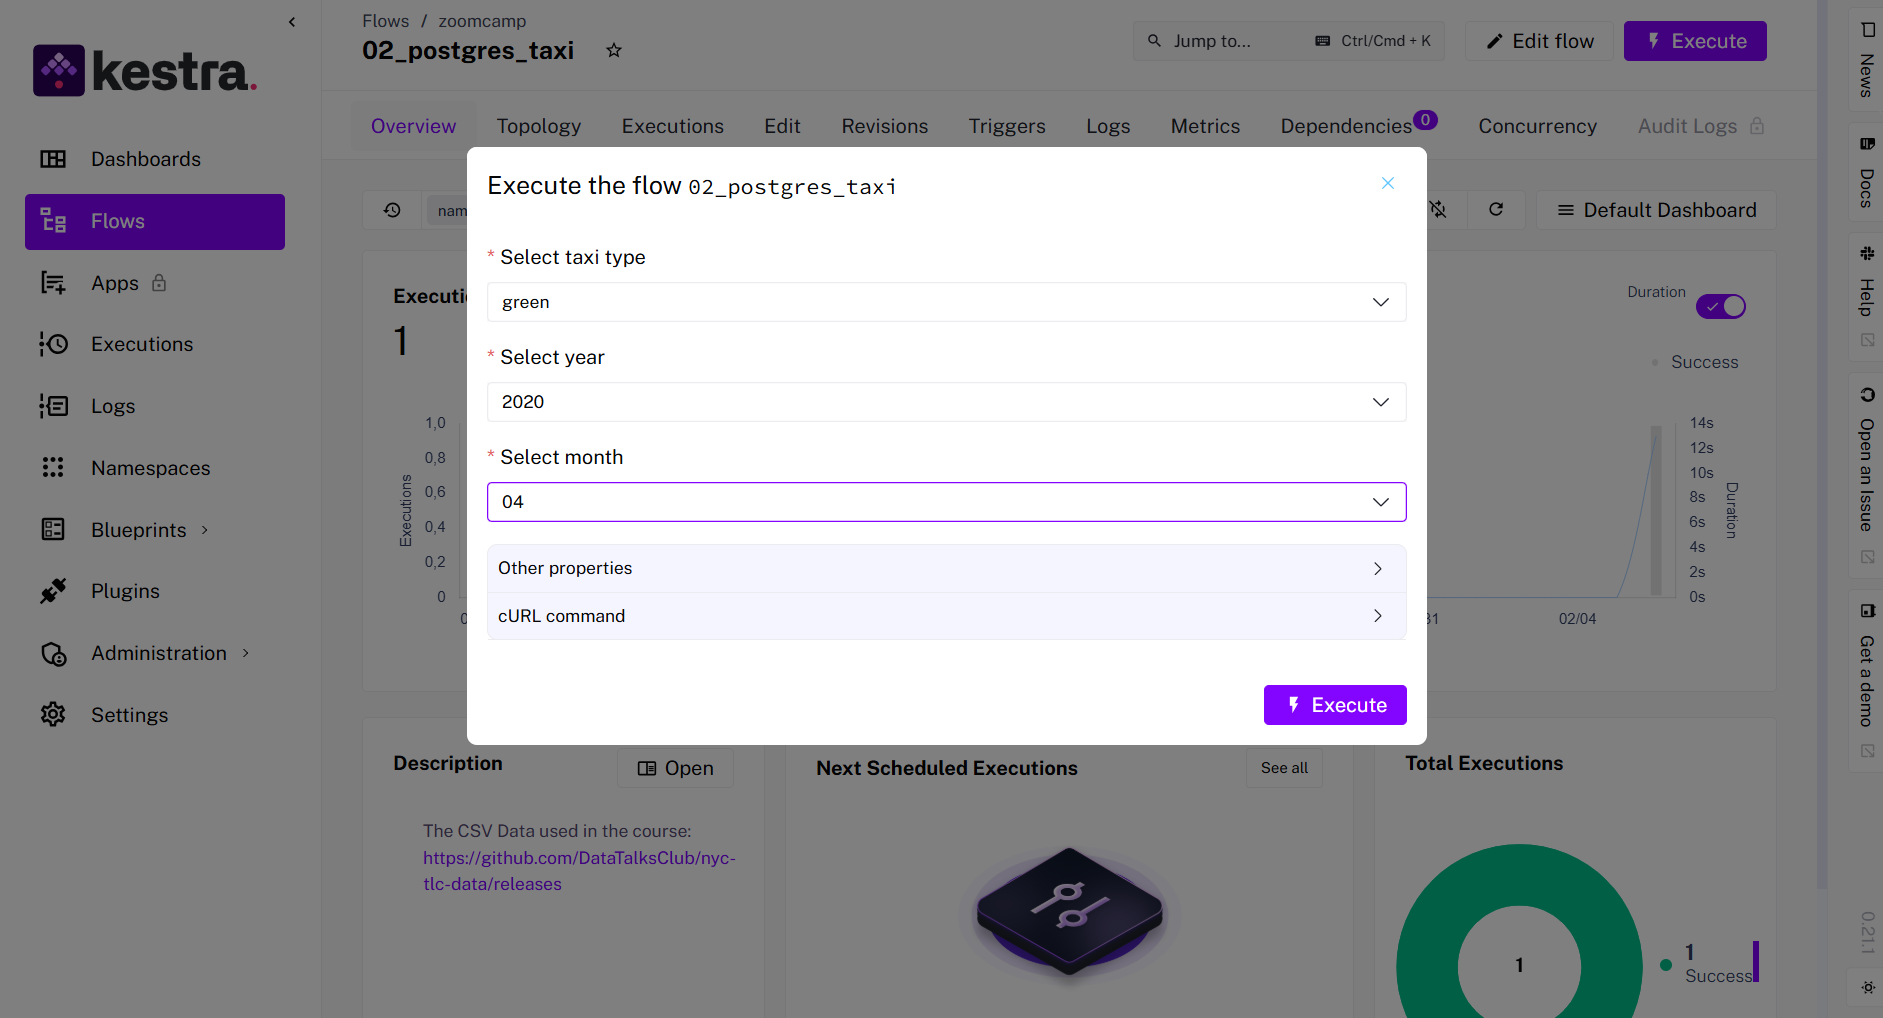 kestra.
Dashboards
Flows
Apps
Executions
Logs
Namespaces
Blueprints
Plugins
Administration
Settings
Flows / zoomcamp
02_postgres_taxi
Jump to...
Ctrl/Cmd + K
Edit flow
Execute
Overview
Topology
Executions
Edit
Revisions
Triggers
Logs
Metrics
Dependencies 0
Concurrency
Audit Logs
nam
Default Dashboard
Execute the flow 02_postgres_taxi
* Select taxi type
green
* Select year
2020
* Select month
04
Other properties
cURL command
Execute
Executi
1
Duration
Success
1,0
0,8
0,6
0,4
0,2
0
Executions
14s
12s
10s
8s
6s
4s
2s
0s
Duration
31
02/04
Description
Open
The CSV Data used in the course:
https://github.com/DataTalksClub/nyc-
tlc-data/releases
Next Scheduled Executions
See all
Total Executions
1
1
Success
News
Docs
Help
Open an Issue
Get a demo
0.21.1